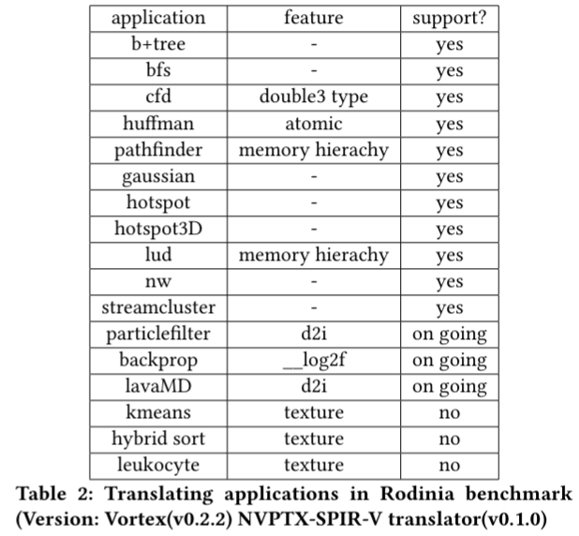 application feature support?
b+tree - yes
bfs - yes
cfd double3 type yes
huffman atomic yes
pathfinder memory hierachy yes
gaussian - yes
hotspot - yes
hotspot3D - yes
lud memory hierachy yes
nw - yes
streamcluster - yes
particlefilter d2i on going
backprop __log2f on going
lavaMD d2i on going
kmeans texture no
hybrid sort texture no
leukocyte texture no
Table 2: Translating applications in Rodinia benchmark
(Version: Vortex(v0.2.2) NVPTX-SPIR-V translator(v0.1.0)